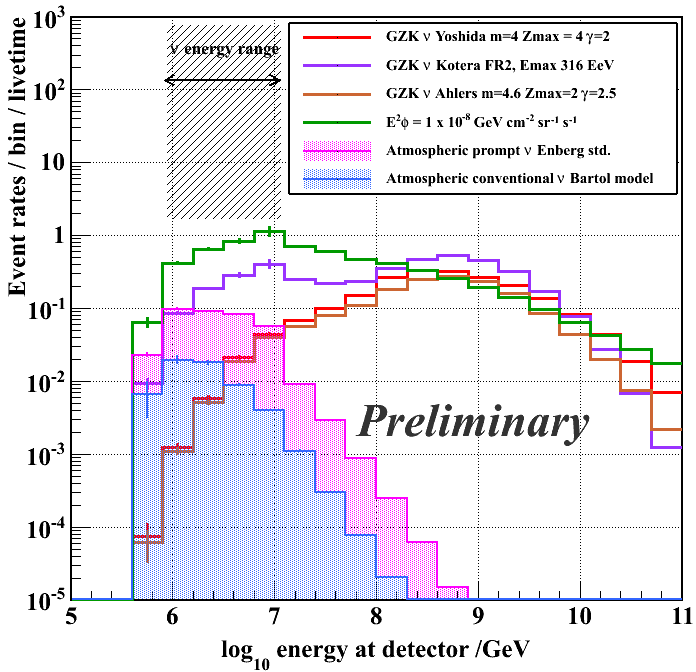 10³
10²
10
1
10⁻¹
10⁻²
10⁻³
10⁻⁴
10⁻⁵
Event rates / bin / livetime
ν energy range
GZK ν Yoshida m=4 Zmax = 4 γ=2
GZK ν Kotera FR2, Emax 316 EeV
GZK ν Ahlers m=4.6 Zmax=2 γ=2.5
E²ϕ = 1 x 10⁻⁸ GeV cm⁻² sr⁻¹ s⁻¹
Atmospheric prompt ν Enberg std.
Atmospheric conventional ν Bartol model
Preliminary
5 6 7 8 9 10 11
log₁₀ energy at detector /GeV